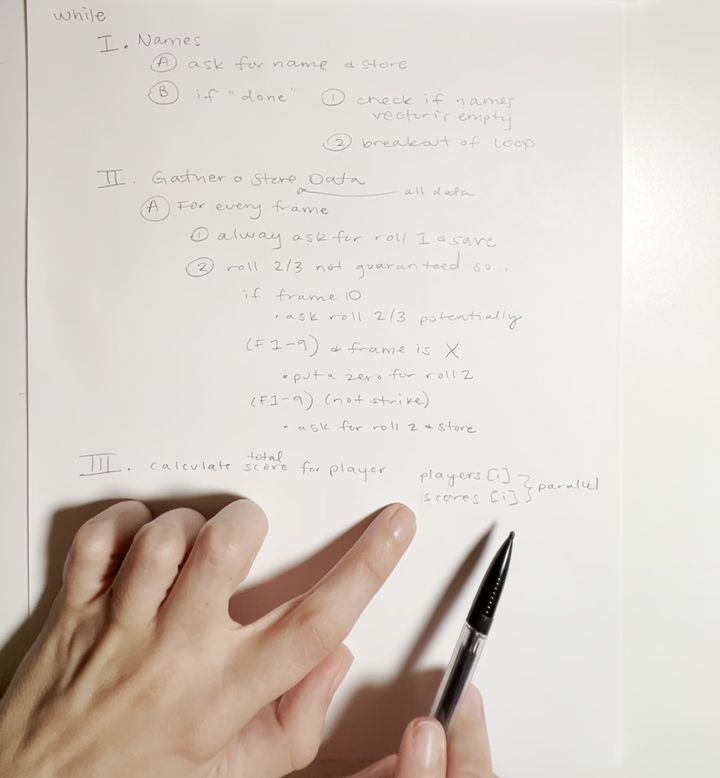 while
I. Names
A ask for name & store
B if "done" 1 check if names
vector is empty
2 breakout of loop
II. Gather & Store Data
all data
A For every frame
1 alway ask for roll 1 & save
2 roll 2/3 not guaranteed so...
if frame 10
• ask roll 2/3 potentially
(F1-9) & frame is X
• put a zero for roll 2
(F1-9) (not strike)
• ask for roll 2 & store
III. calculate total score for player
players [i]
scores [i] } parallel